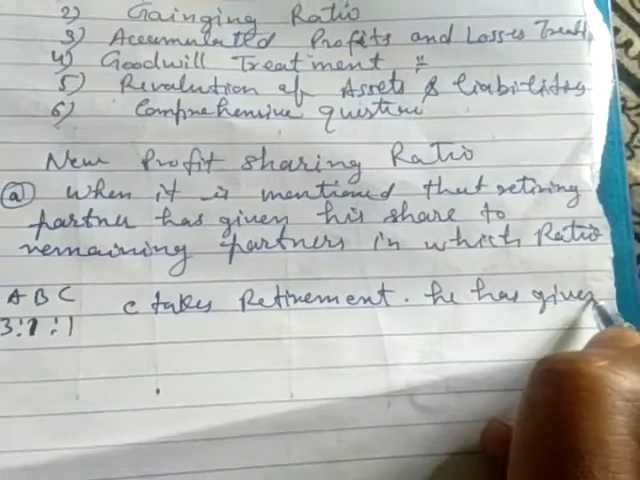 2) Gainging Ratio
3) Accumulated Profits and Losses Treat
4) Goodwill Treatment :-
5) Revalution of Assets & liabilities
6) Comprehensive question
New Profit sharing Ratio
(a) When it is mentioned that retiring
partner has given his share to
remaining partners in which Ratio
A B C C takes Retirement. he has given
3:1:1